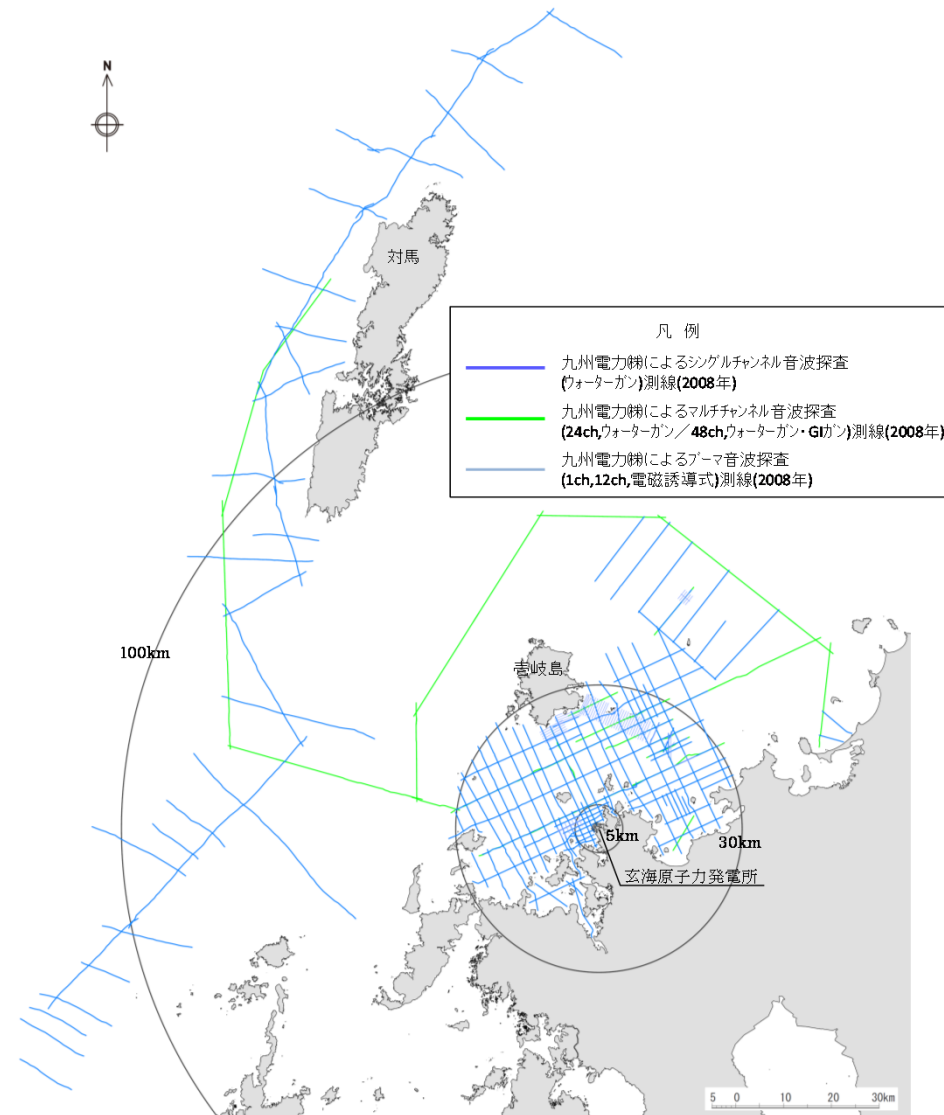 N
対馬
凡 例
九州電力㈱によるシングルチャンネル音波探査
(ウォーターガン)測線(2008年)
九州電力㈱によるマルチチャンネル音波探査
(24ch,ウォーターガン／48ch,ウォーターガン・GIガン)測線(2008年)
九州電力㈱によるブーマ音波探査
(1ch,12ch,電磁誘導式)測線(2008年)
100km
壱岐島
5km
30km
玄海原子力発電所
5 0 10 20 30km